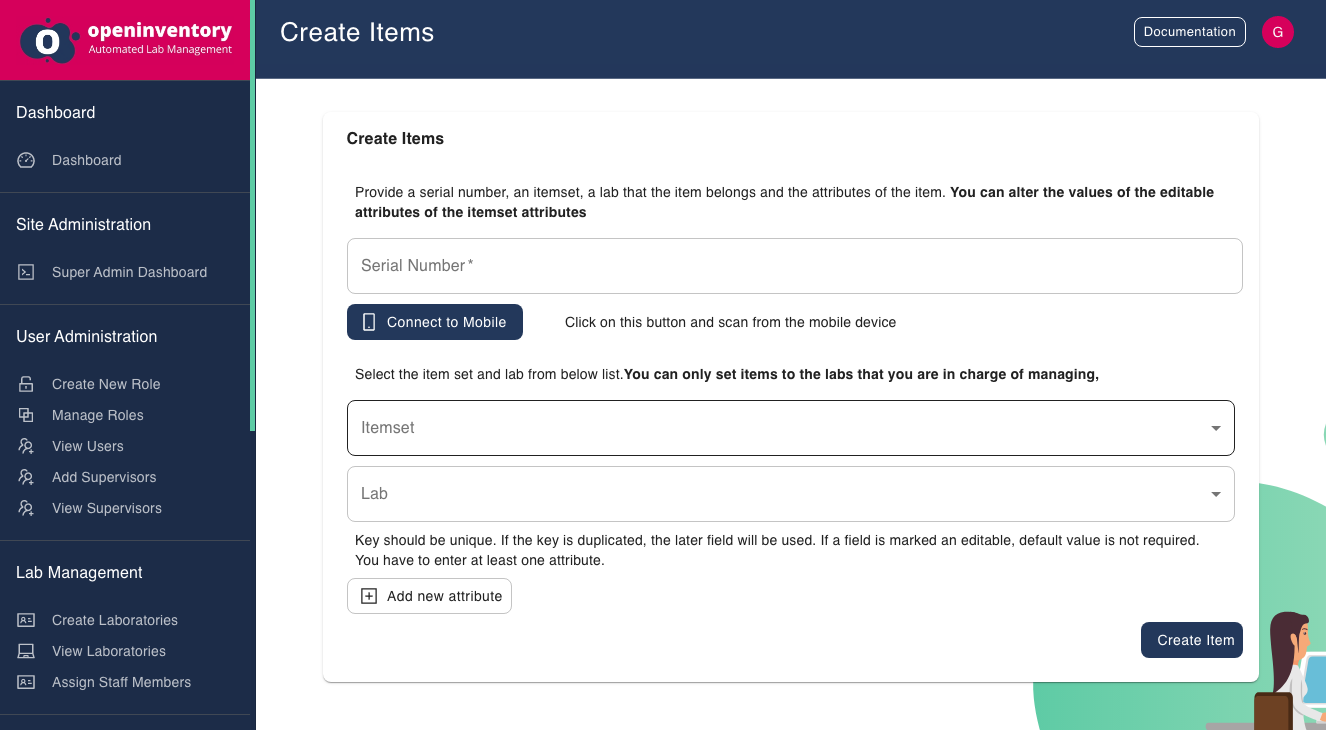 openinventory
Automated Lab Management
Create Items
Documentation
G
Dashboard
Dashboard
Site Administration
Super Admin Dashboard
User Administration
Create New Role
Manage Roles
View Users
Add Supervisors
View Supervisors
Lab Management
Create Laboratories
View Laboratories
Assign Staff Members
Create Items
Provide a serial number, an itemset, a lab that the item belongs and the attributes of the item. You can alter the values of the editable
attributes of the itemset attributes
Serial Number *
Connect to Mobile
Click on this button and scan from the mobile device
Select the item set and lab from below list.You can only set items to the labs that you are in charge of managing,
Itemset
Lab
Key should be unique. If the key is duplicated, the later field will be used. If a field is marked an editable, default value is not required.
You have to enter at least one attribute.
Add new attribute
Create Item